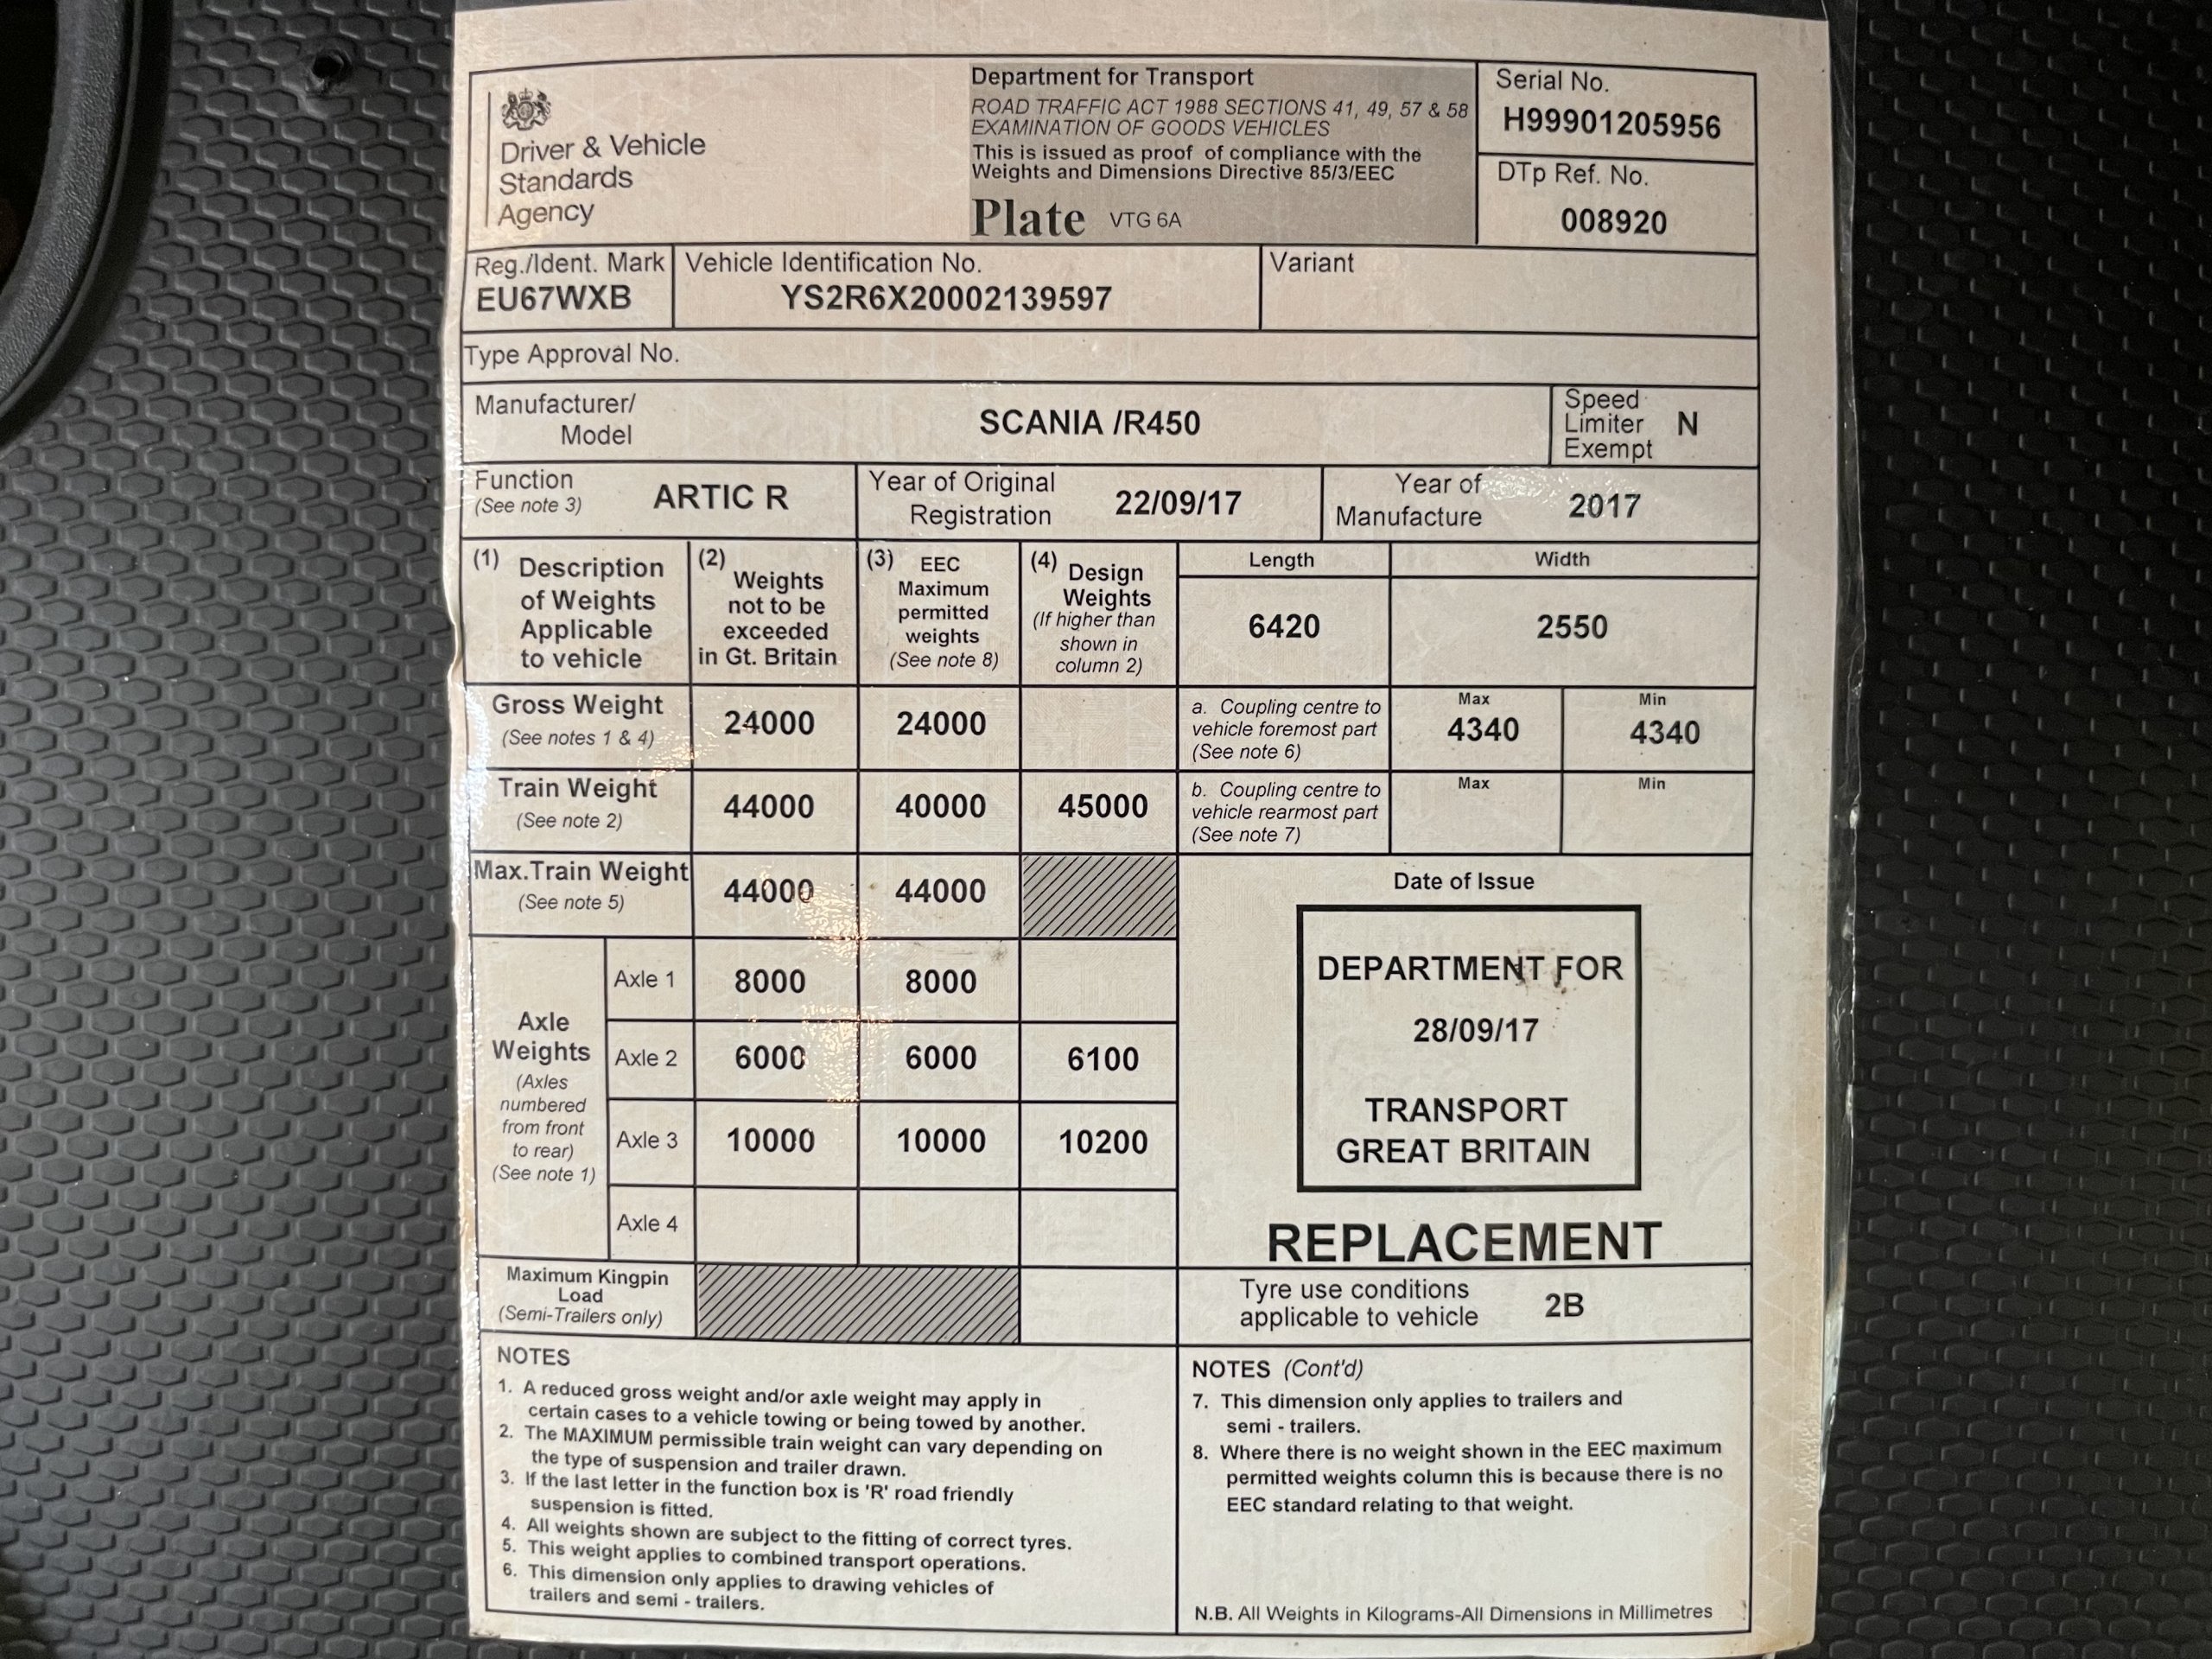 Driver & Vehicle
Standards
Agency
Department for Transport
ROAD TRAFFIC ACT 1988 SECTIONS 41, 49, 57 & 58
EXAMINATION OF GOODS VEHICLES
This is issued as proof of compliance with the
Weights and Dimensions Directive 85/3/EEC
Plate VTG 6A
Serial No.
H99901205956
DTp Ref. No.
008920
Reg./Ident. Mark
EU67WXB
Vehicle Identification No.
YS2R6X20002139597
Variant
Type Approval No.
Manufacturer/
Model
SCANIA /R450
Speed
Limiter
Exempt
N
Function
(See note 3)
ARTIC R
Year of Original
Registration
22/09/17
Year of
Manufacture
2017
(1) Description
of Weights
Applicable
to vehicle
(2) Weights
not to be
exceeded
in Gt. Britain
(3) EEC
Maximum
permitted
weights
(See note 8)
(4) Design
Weights
(If higher than
shown in
column 2)
Length
6420
Width
2550
Gross Weight
(See notes 1 & 4)
24000
24000
a. Coupling centre to
vehicle foremost part
(See note 6)
Max
4340
Min
4340
Train Weight
(See note 2)
44000
40000
45000
b. Coupling centre to
vehicle rearmost part
(See note 7)
Max
Min
Max.Train Weight
(See note 5)
44000
44000
Axle
Weights
(Axles
numbered
from front
to rear)
(See note 1)
Axle 1
8000
8000
Axle 2
6000
6000
6100
Axle 3
10000
10000
10200
Axle 4
Date of Issue
DEPARTMENT FOR
28/09/17
TRANSPORT
GREAT BRITAIN
REPLACEMENT
Maximum Kingpin
Load
(Semi-Trailers only)
Tyre use conditions
applicable to vehicle
2B
NOTES
1. A reduced gross weight and/or axle weight may apply in
certain cases to a vehicle towing or being towed by another.
2. The MAXIMUM permissible train weight can vary depending on
the type of suspension and trailer drawn.
3. If the last letter in the function box is 'R' road friendly
suspension is fitted.
4. All weights shown are subject to the fitting of correct tyres.
5. This weight applies to combined transport operations.
6. This dimension only applies to drawing vehicles of
trailers and semi - trailers.
NOTES (Cont'd)
7. This dimension only applies to trailers and
semi - trailers.
8. Where there is no weight shown in the EEC maximum
permitted weights column this is because there is no
EEC standard relating to that weight.
N.B. All Weights in Kilograms-All Dimensions in Millimetres